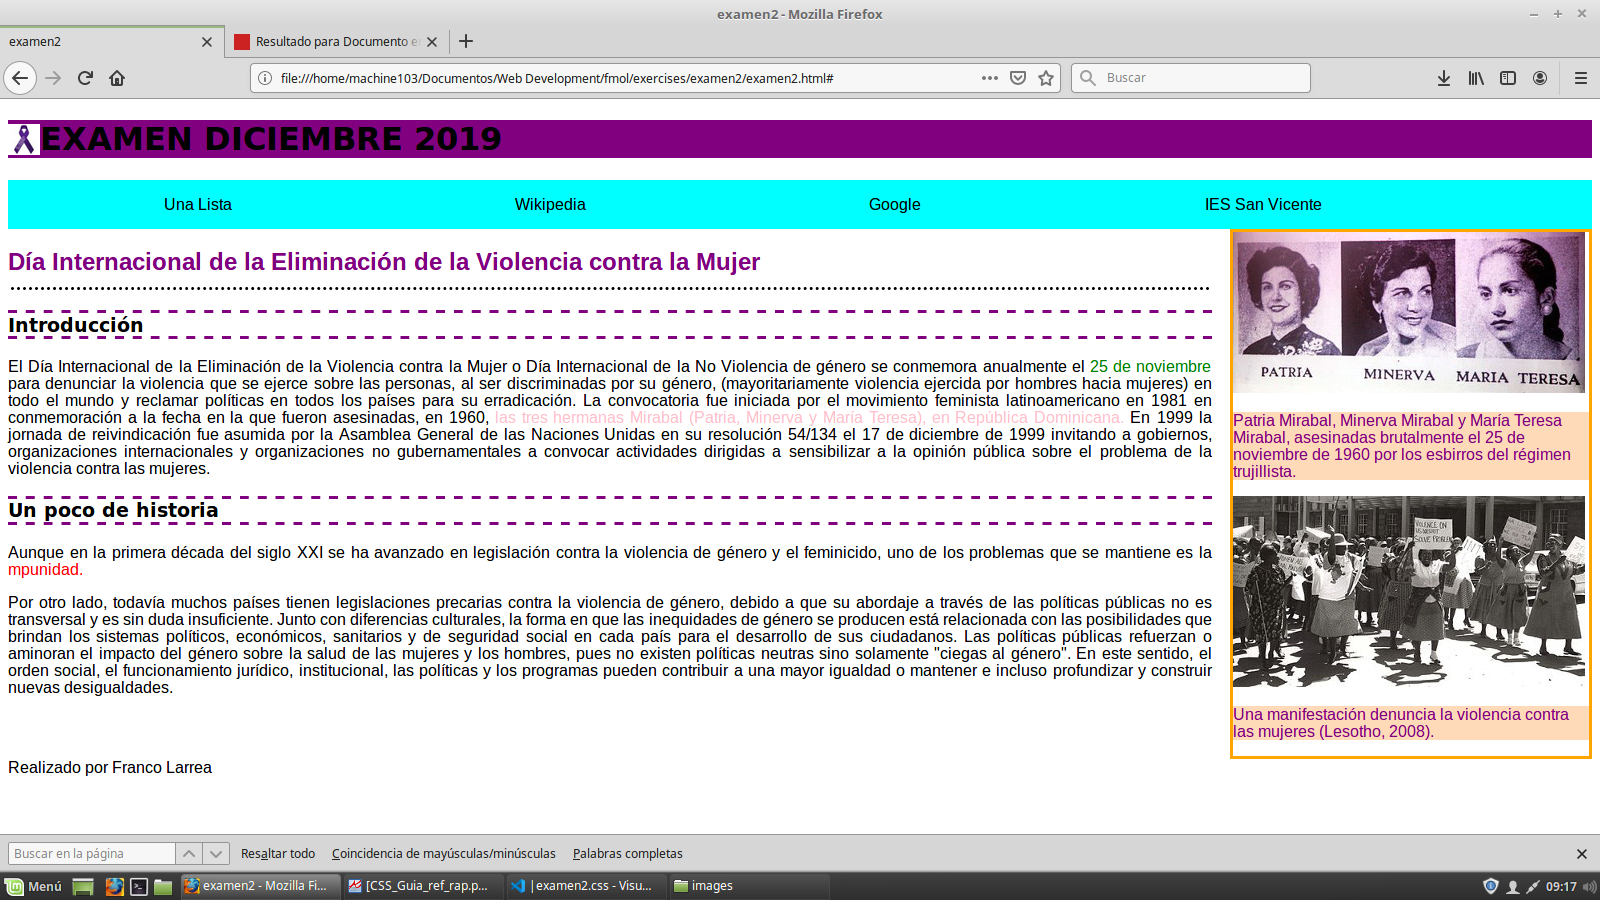 examen2 - Mozilla Firefox
examen2
Resultado para Documento e
file:///home/machine103/Documentos/Web Development/fmol/exercises/examen2/examen2.html#
Buscar
EXAMEN DICIEMBRE 2019
Una Lista Wikipedia Google IES San Vicente
Día Internacional de la Eliminación de la Violencia contra la Mujer
Introducción
El Día Internacional de la Eliminación de la Violencia contra la Mujer o Día Internacional de la No Violencia de género se conmemora anualmente el 25 de noviembre
para denunciar la violencia que se ejerce sobre las personas, al ser discriminadas por su género, (mayoritariamente violencia ejercida por hombres hacia mujeres) en
todo el mundo y reclamar políticas en todos los países para su erradicación. La convocatoria fue iniciada por el movimiento feminista latinoamericano en 1981 en
conmemoración a la fecha en la que fueron asesinadas, en 1960, las tres hermanas Mirabal (Patria, Minerva y María Teresa), en República Dominicana. En 1999 la
jornada de reivindicación fue asumida por la Asamblea General de las Naciones Unidas en su resolución 54/134 el 17 de diciembre de 1999 invitando a gobiernos,
organizaciones internacionales y organizaciones no gubernamentales a convocar actividades dirigidas a sensibilizar a la opinión pública sobre el problema de la
violencia contra las mujeres.
Un poco de historia
Aunque en la primera década del siglo XXI se ha avanzado en legislación contra la violencia de género y el feminicido, uno de los problemas que se mantiene es la
mpunidad.
Por otro lado, todavía muchos países tienen legislaciones precarias contra la violencia de género, debido a que su abordaje a través de las políticas públicas no es
transversal y es sin duda insuficiente. Junto con diferencias culturales, la forma en que las inequidades de género se producen está relacionada con las posibilidades que
brindan los sistemas políticos, económicos, sanitarios y de seguridad social en cada país para el desarrollo de sus ciudadanos. Las políticas públicas refuerzan o
aminoran el impacto del género sobre la salud de las mujeres y los hombres, pues no existen políticas neutras sino solamente "ciegas al género". En este sentido, el
orden social, el funcionamiento jurídico, institucional, las políticas y los programas pueden contribuir a una mayor igualdad o mantener e incluso profundizar y construir
nuevas desigualdades.
Realizado por Franco Larrea
PATRIA MINERVA MARIA TERESA
Patria Mirabal, Minerva Mirabal y María Teresa
Mirabal, asesinadas brutalmente el 25 de
noviembre de 1960 por los esbirros del régimen
trujillista.
VIOLENCE ON
SOLVE PROBLEM
Una manifestación denuncia la violencia contra
las mujeres (Lesotho, 2008).
Buscar en la página
Resaltar todo Coincidencia de mayúsculas/minúsculas Palabras completas
Menú
examen2 - Mozilla Fi...
[CSS_Guia_ref_rap.p...
|examen2.css - Visu...
images
09:17